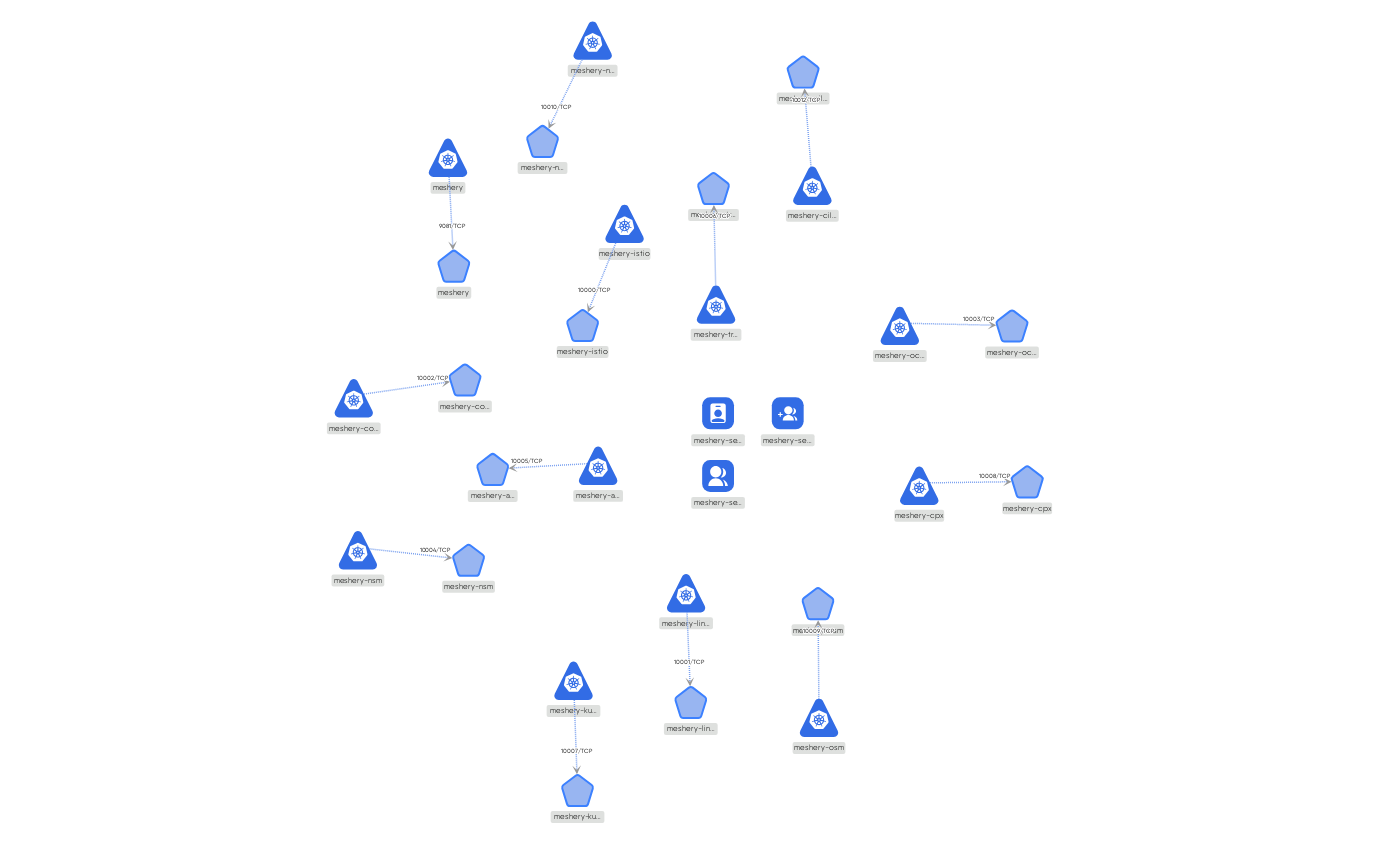 meshery-n...
10010/TCP
meshery-n...
meshery
9081/TCP
meshery
meshery-istio
10000/TCP
meshery-istio
10012/TCP
meshery-cil...
10006/TCP
meshery-tr...
meshery-oc...
10003/TCP
meshery-oc...
meshery-co...
10002/TCP
meshery-co...
meshery-se...
meshery-se...
meshery-se...
meshery-a...
10005/TCP
meshery-a...
meshery-cpx
10008/TCP
meshery-cpx
meshery-nsm
10004/TCP
meshery-nsm
meshery-lin...
10001/TCP
meshery-lin...
10009/TCP
meshery-osm
meshery-ku...
10007/TCP
meshery-ku...